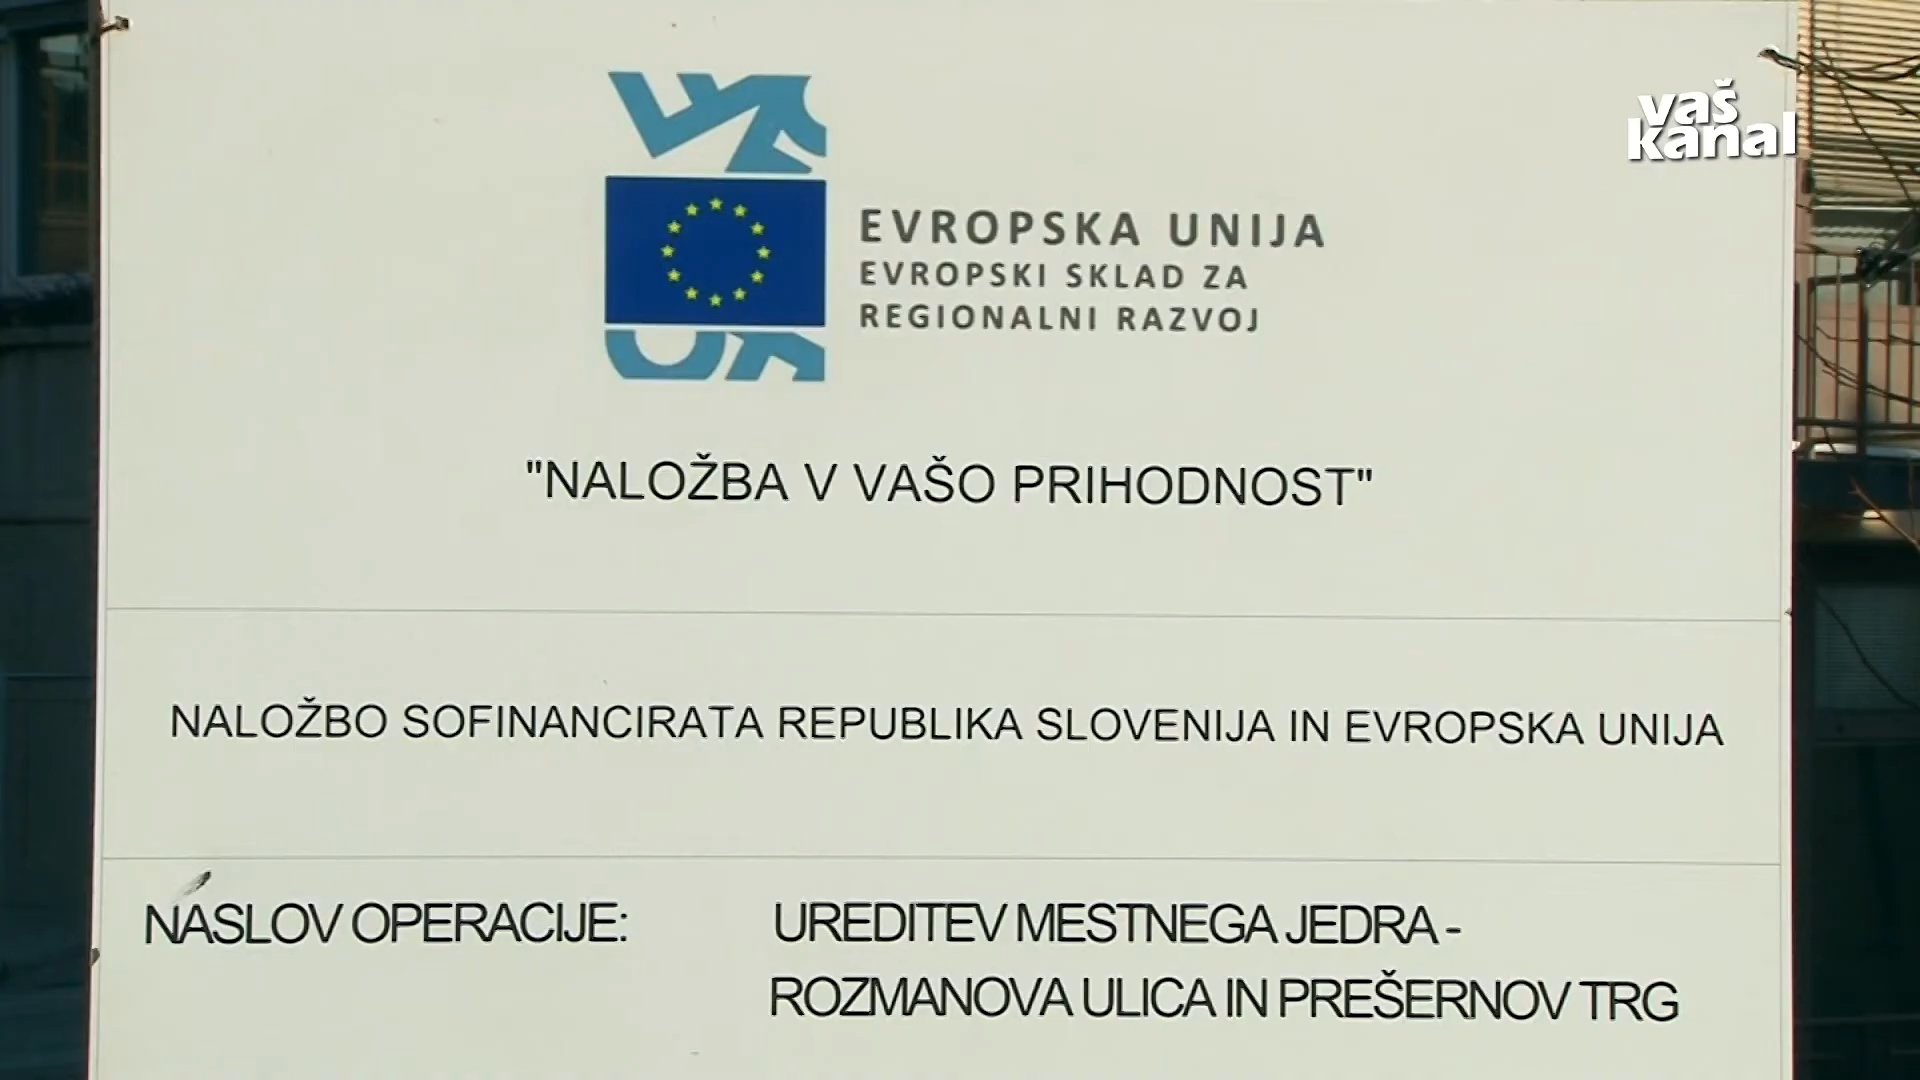 vaš
kanal
EVROPSKA UNIJA
EVROPSKI SKLAD ZA
REGIONALNI RAZVOJ
"NALOŽBA V VAŠO PRIHODNOST"
NALOŽBO SOFINANCIRATA REPUBLIKA SLOVENIJA IN EVROPSKA UNIJA
NASLOV OPERACIJE: UREDITEV MESTNEGA JEDRA -
ROZMANOVA ULICA IN PREŠERNOV TRG